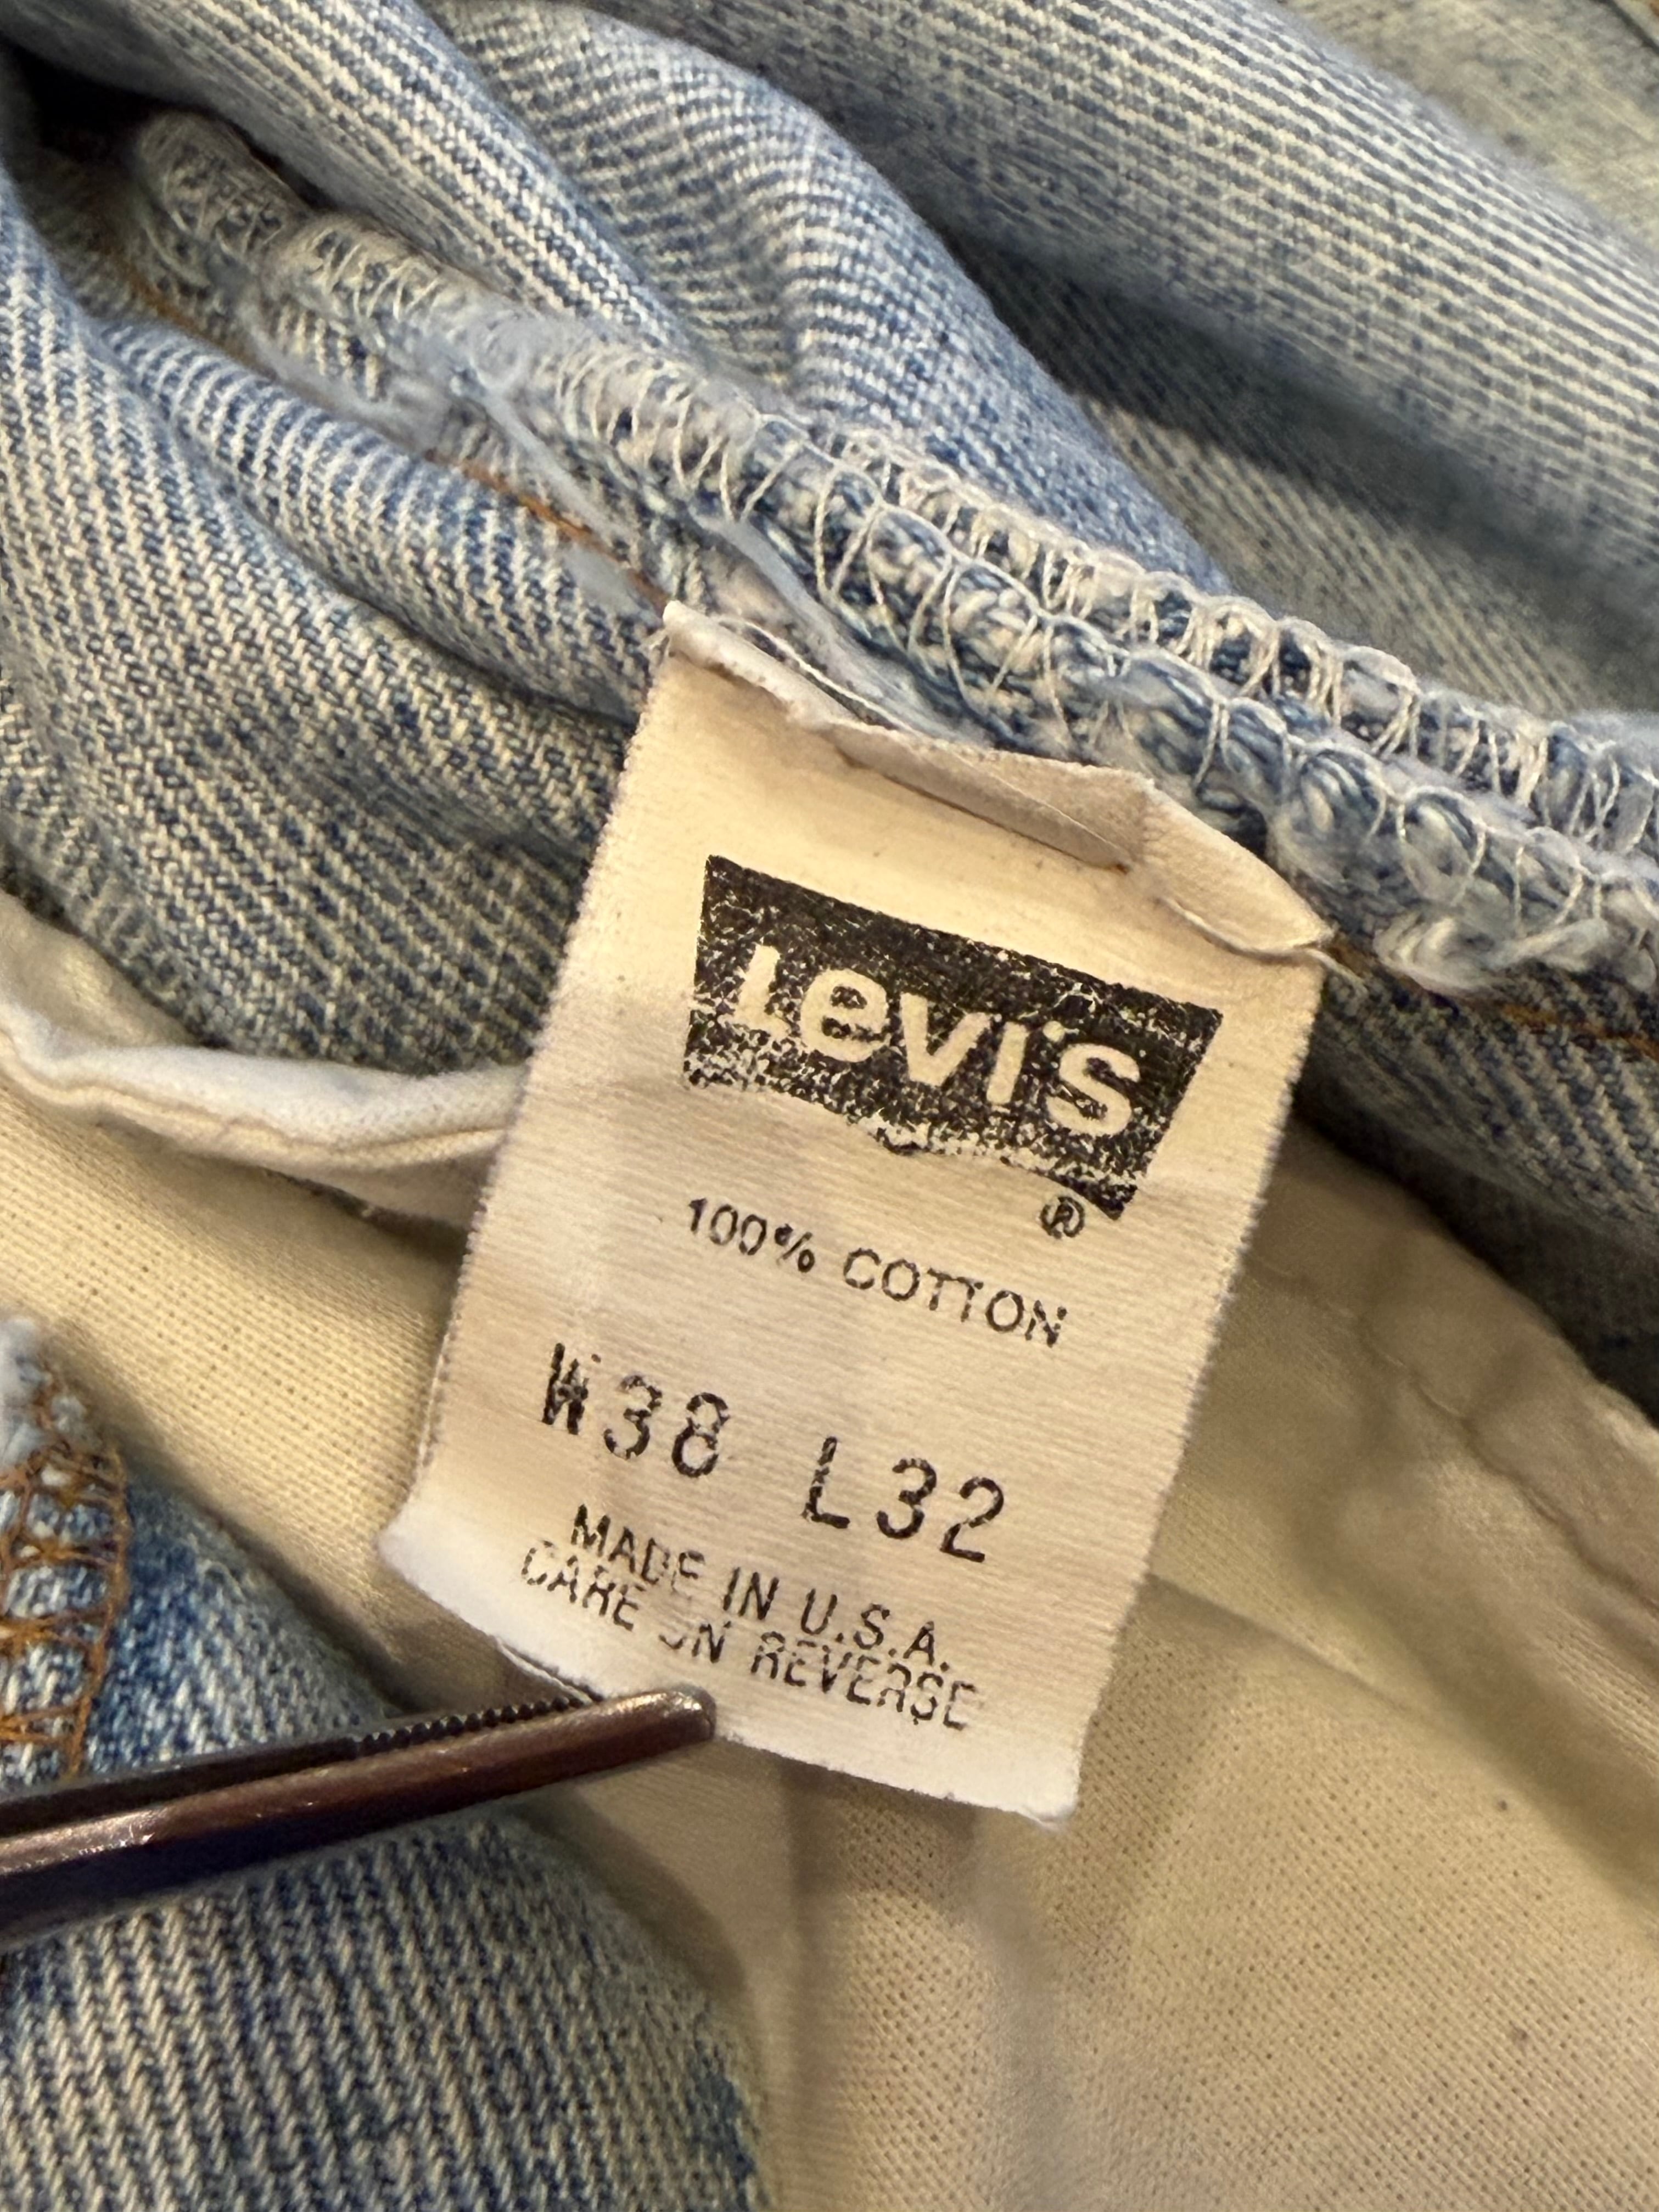 Levi's
®
100% COTTON
W38 L32
MADE IN U.S.A.
CARE ON REVERSE